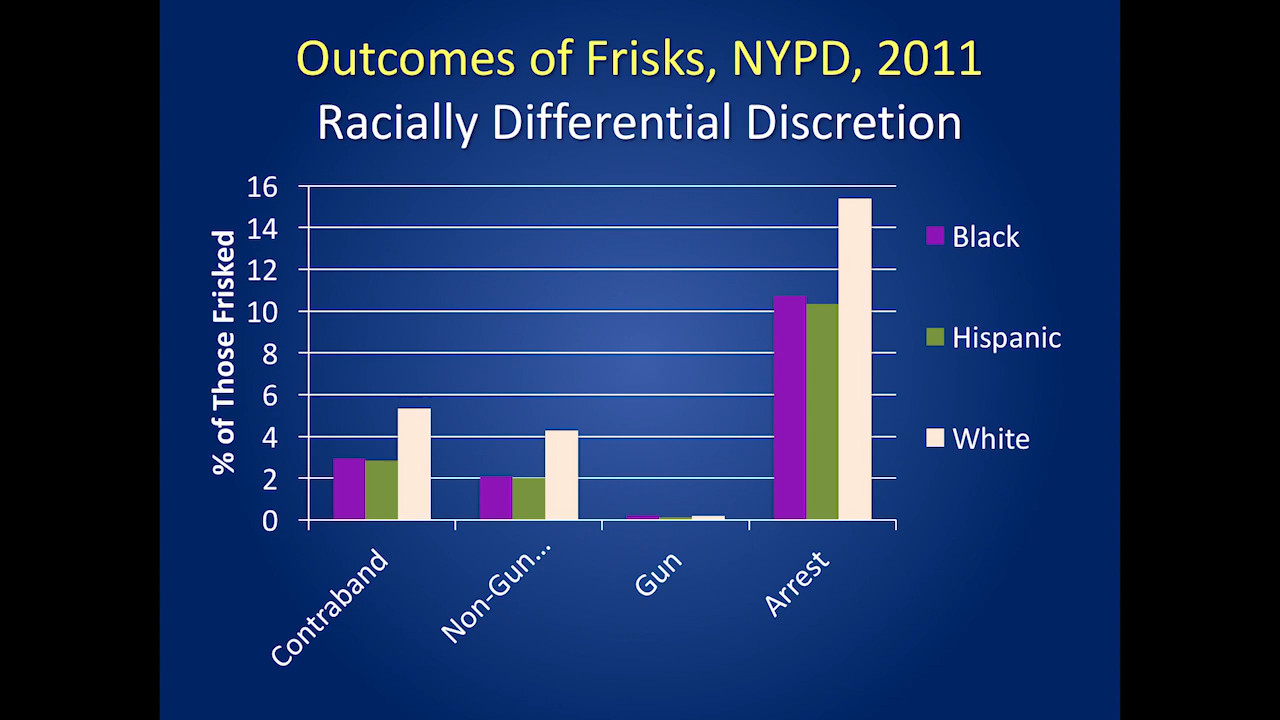 Outcomes of Frisks, NYPD, 2011
Racially Differential Discretion
% of Those Frisked
16
14
12
10
8
6
4
2
0
Contraband
Non-Gun...
Gun
Arrest
Black
Hispanic
White